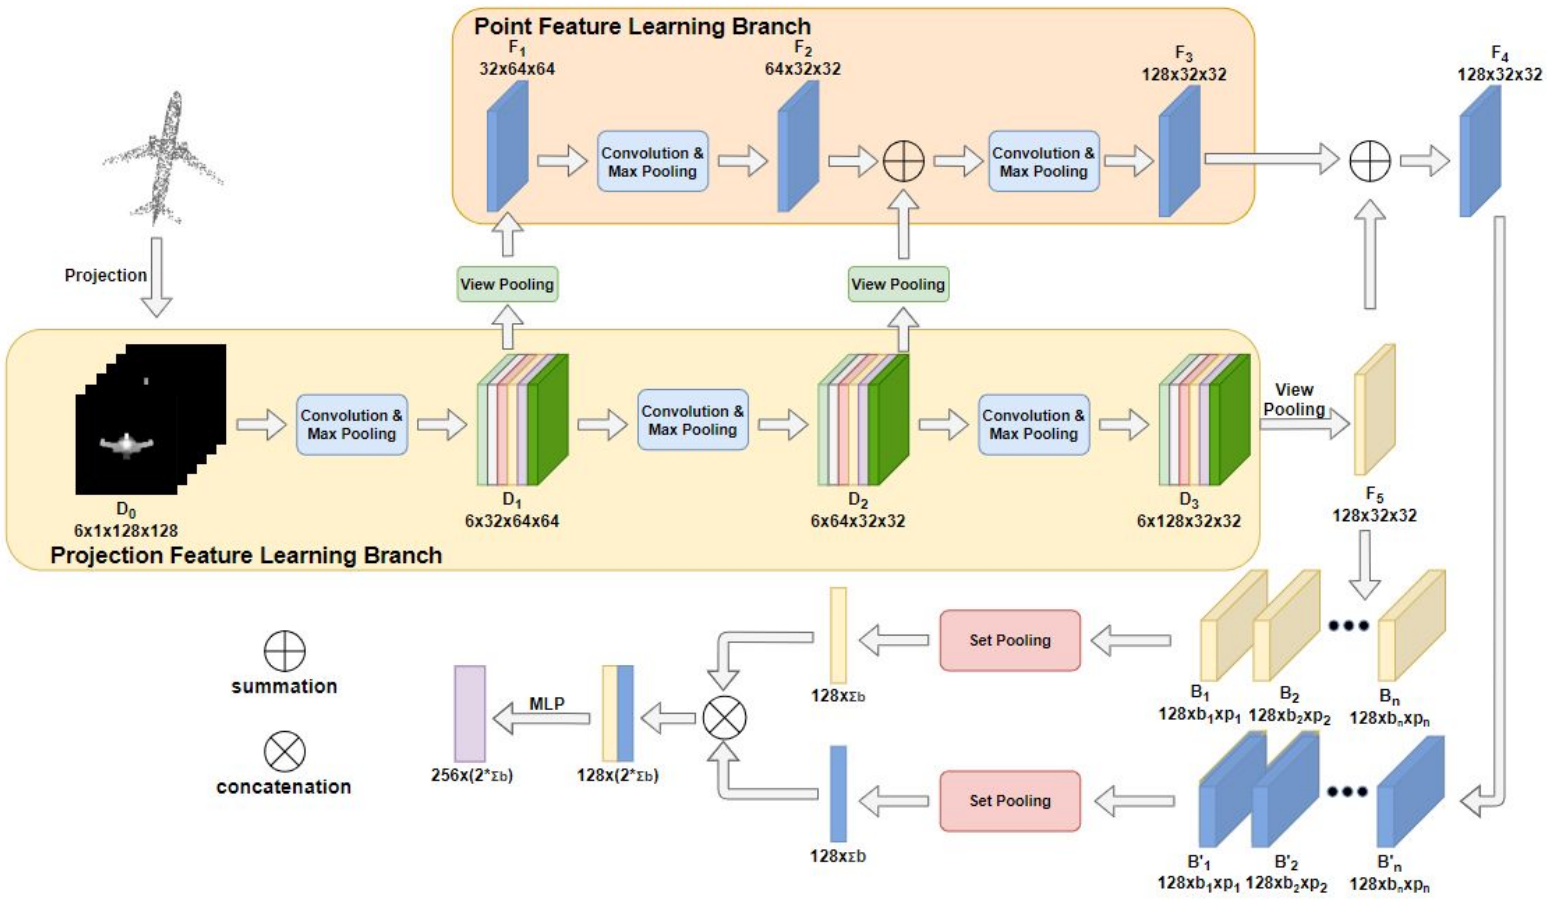 Point Feature Learning Branch
F1
32x64x64
F2
64x32x32
F3
128x32x32
F4
128x32x32
Convolution &
Max Pooling
Convolution &
Max Pooling
Projection
View Pooling
View Pooling
Convolution &
Max Pooling
Convolution &
Max Pooling
Convolution &
Max Pooling
View
Pooling
D0
6x1x128x128
D1
6x32x64x64
D2
6x64x32x32
D3
6x128x32x32
F5
128x32x32
Projection Feature Learning Branch
summation
concatenation
Set Pooling
128xΣb
B1
128xb1xp1
B2
128xb2xp2
Bn
128xbnxpn
MLP
256x(2*Σb)
128x(2*Σb)
Set Pooling
128xΣb
B'1
128xb1xp1
B'2
128xb2xp2
B'n
128xbnxpn